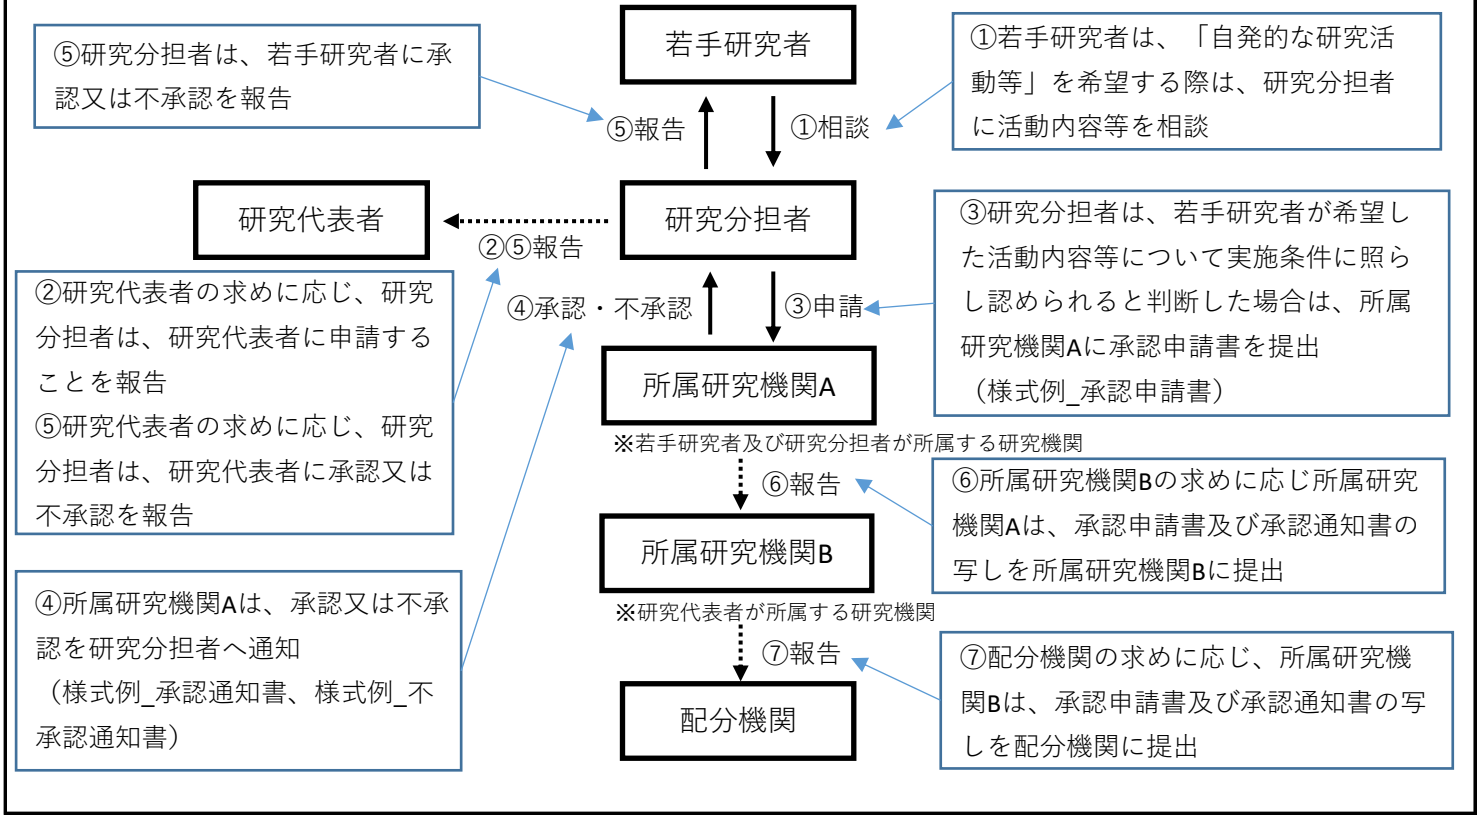 ⑤研究分担者は、若手研究者に承
認又は不承認を報告
若手研究者
①若手研究者は、「自発的な研究活
動等」を希望する際は、研究分担者
に活動内容等を相談
⑤報告
①相談
研究代表者
研究分担者
②⑤報告
③研究分担者は、若手研究者が希望し
た活動内容等について実施条件に照ら
し認められると判断した場合は、所属
研究機関Aに承認申請書を提出
（様式例_承認申請書）
②研究代表者の求めに応じ、研究
分担者は、研究代表者に申請する
ことを報告
⑤研究代表者の求めに応じ、研究
分担者は、研究代表者に承認又は
不承認を報告
④承認・不承認
③申請
所属研究機関A
※若手研究者及び研究分担者が所属する研究機関
⑥報告
⑥所属研究機関Bの求めに応じ所属研究
機関Aは、承認申請書及び承認通知書の
写しを所属研究機関Bに提出
所属研究機関B
※研究代表者が所属する研究機関
④所属研究機関Aは、承認又は不承
認を研究分担者へ通知
（様式例_承認通知書、様式例_不
承認通知書）
⑦報告
⑦配分機関の求めに応じ、所属研究機
関Bは、承認申請書及び承認通知書の写
しを配分機関に提出
配分機関